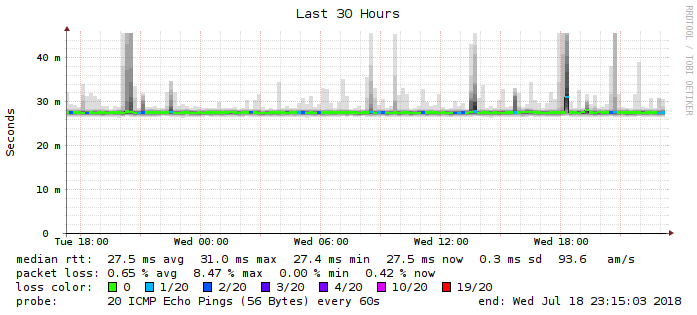 Last 30 Hours
RRDTOOL / TOBI OETIKER
Seconds
40 m
30 m
20 m
10 m
0
Tue 18:00 Wed 00:00 Wed 06:00 Wed 12:00 Wed 18:00
median rtt: 27.5 ms avg 31.0 ms max 27.4 ms min 27.5 ms now 0.3 ms sd 93.6 am/s
packet loss: 0.65 % avg 8.47 % max 0.00 % min 0.42 % now
loss color: 0 1/20 2/20 3/20 4/20 10/20 19/20
probe: 20 ICMP Echo Pings (56 Bytes) every 60s end: Wed Jul 18 23:15:03 2018